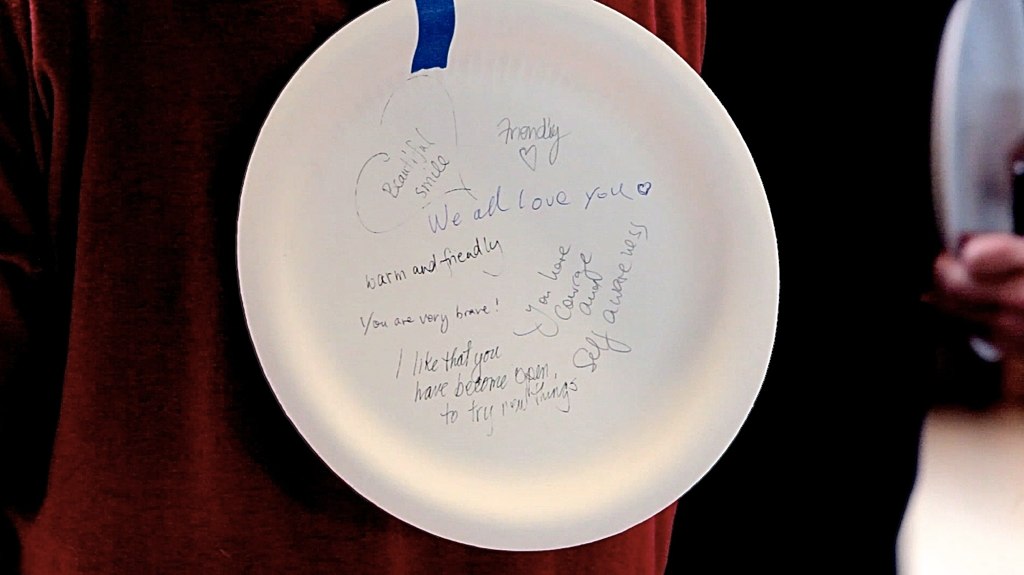 Beautiful
smile
Friendly
We all love you
warm and friendly
You are very brave!
You have
courage
and
self awareness
I like that you
have become open
to try new things